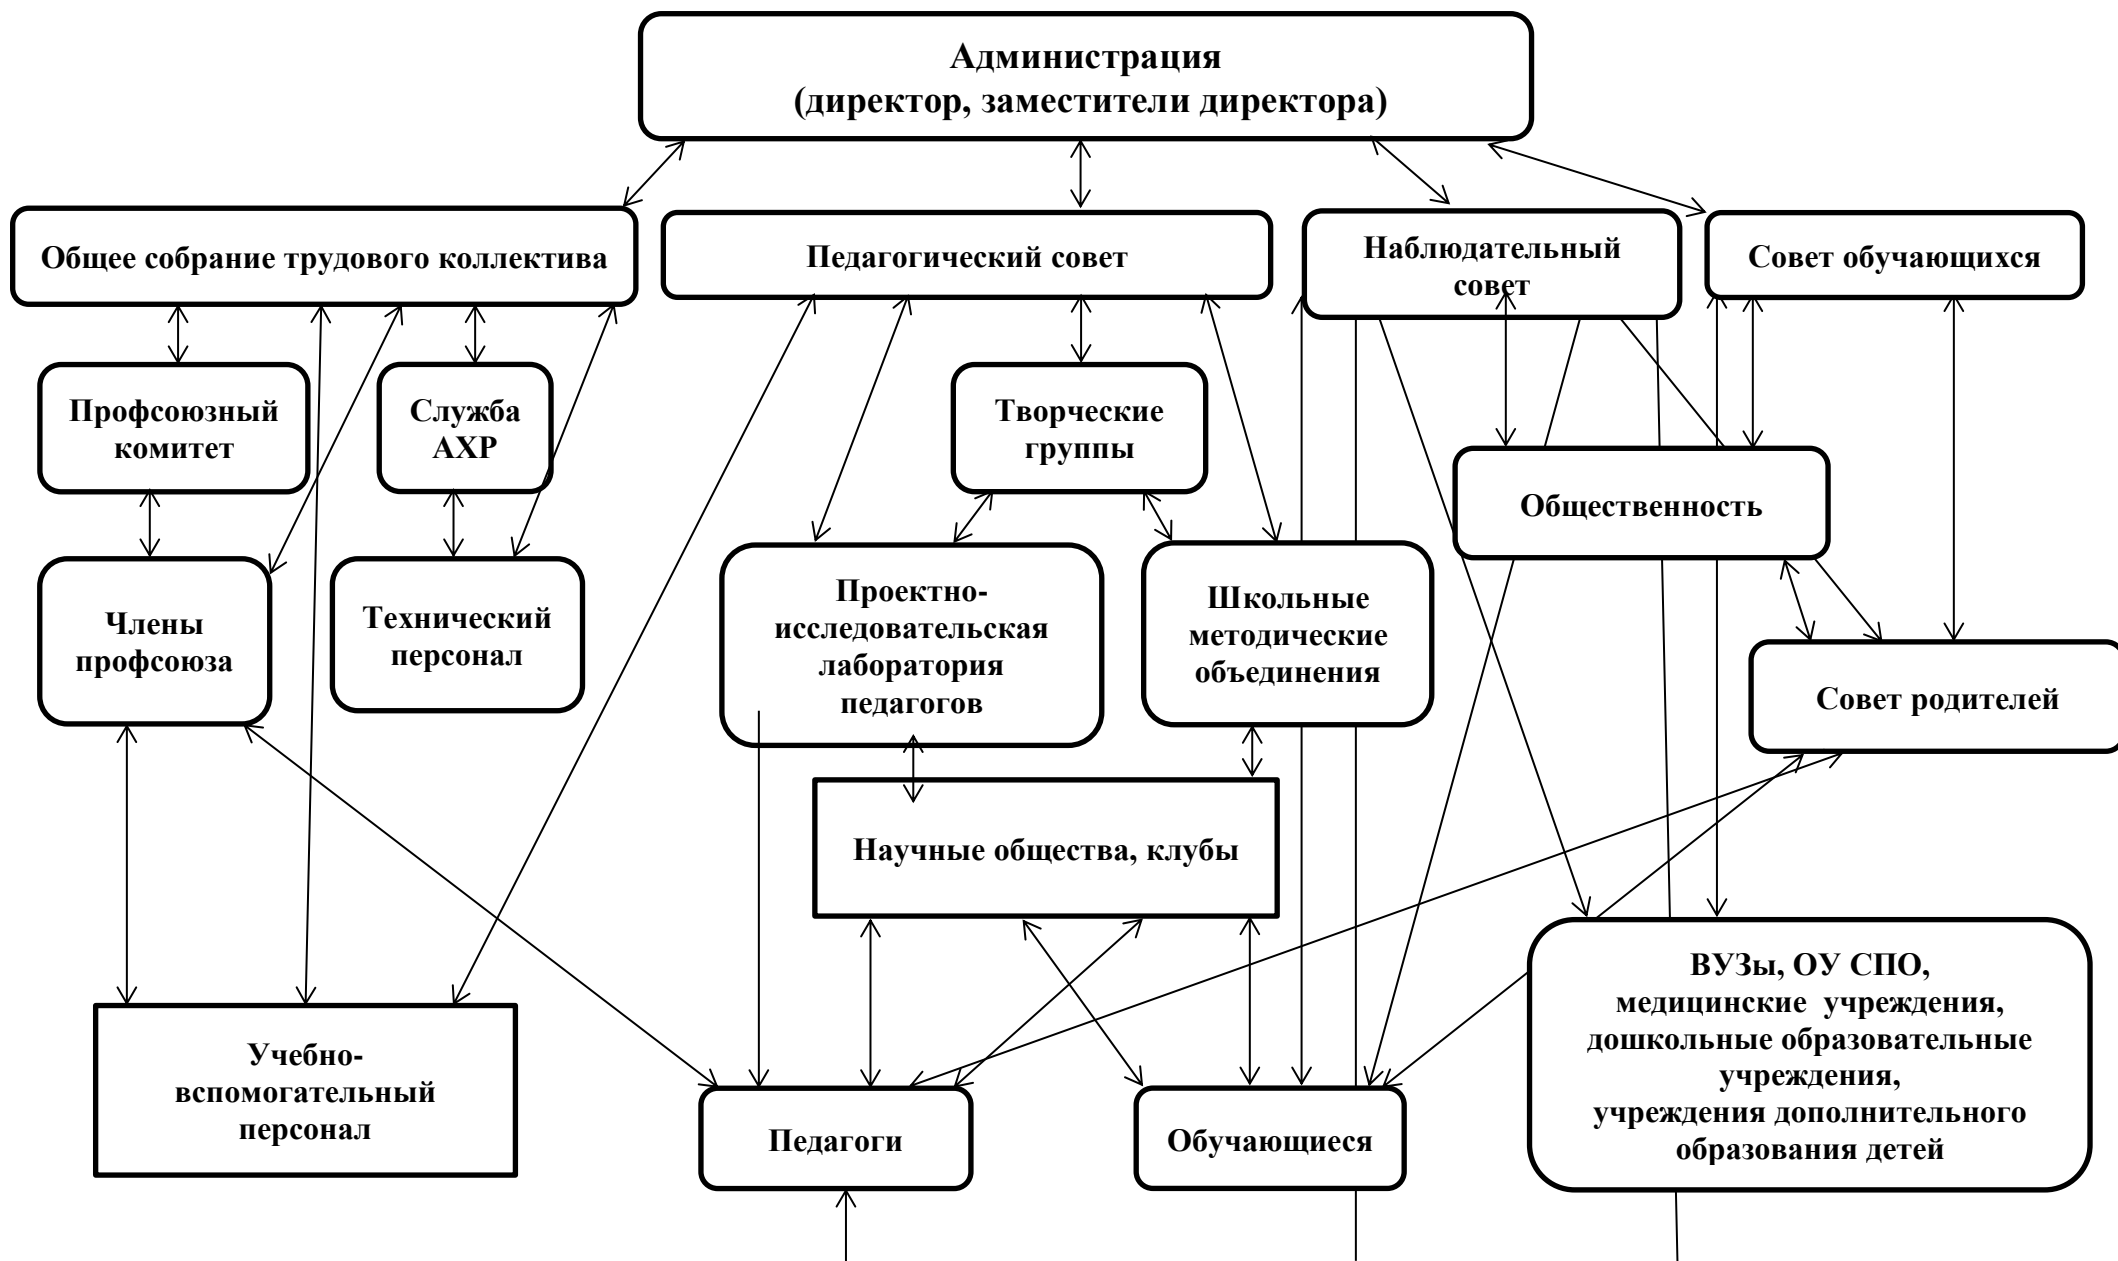 Администрация
(директор, заместители директора)
Общее собрание трудового коллектива
Педагогический совет
Наблюдательный
совет
Совет обучающихся
Профсоюзный
комитет
Служба
АХР
Творческие
группы
Общественность
Члены
профсоюза
Технический
персонал
Проектно-
исследовательская
лаборатория
педагогов
Школьные
методические
объединения
Совет родителей
Научные общества, клубы
Учебно-
вспомогательный
персонал
Педагоги
Обучающиеся
ВУЗы, ОУ СПО,
медицинские  учреждения,
дошкольные образовательные
учреждения,
учреждения дополнительного
образования детей